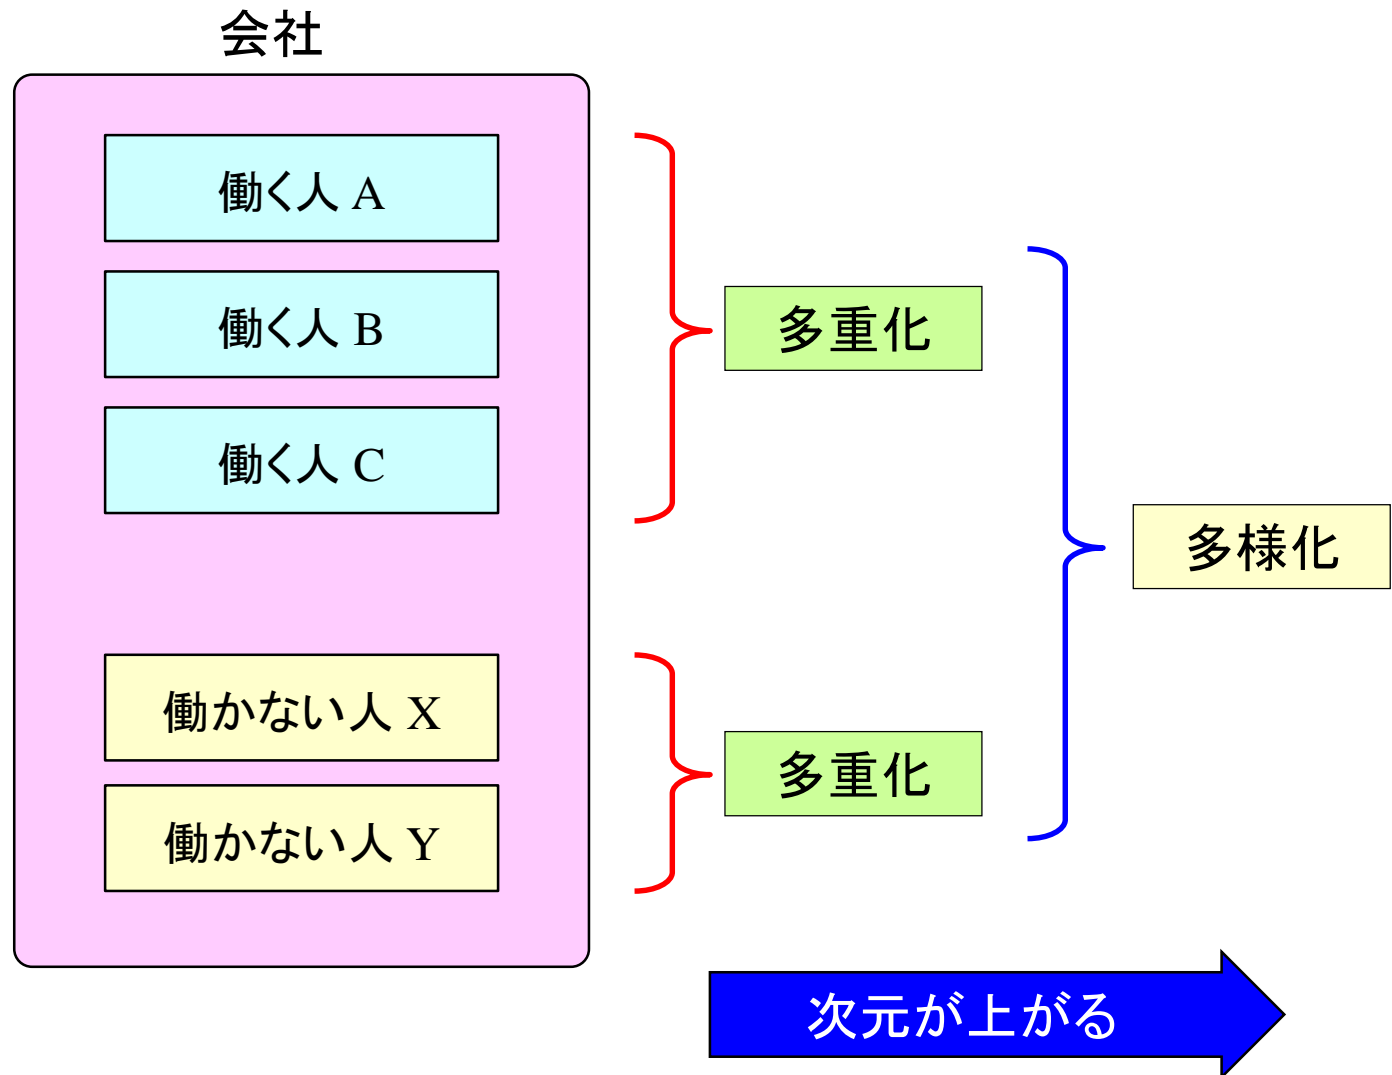 会社
働く人 A
働く人 B
働く人 C
働かない人 X
働かない人 Y
多重化
多重化
多様化
次元が上がる